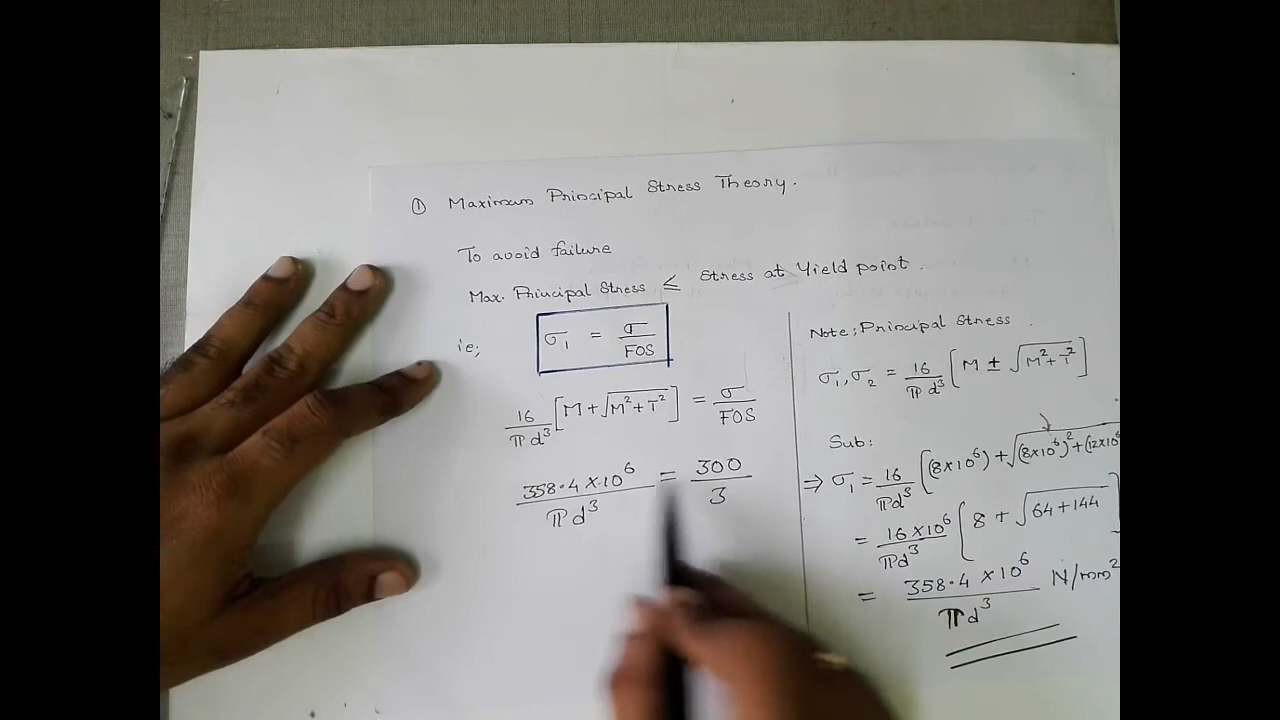 ① Maximum Principal Stress Theory.
To avoid failure
Max. Principal Stress ≤ Stress at Yield point.
ie; σ₁ = σ/FOS
16/πd³ [M + √(M² + T²)] = σ/FOS
358.4 × 10⁶/πd³ = 300/3
Note; Principal Stress.
σ₁, σ₂ = 16/πd³ [M ± √(M² + T²)]
Sub:
⇒ σ₁ = 16/πd³ [(8×10⁶) + √((8×10⁶)² + (12×10⁶
= 16×10⁶/πd³ [8 + √(64+144)]
= 358.4 × 10⁶/πd³ N/mm²